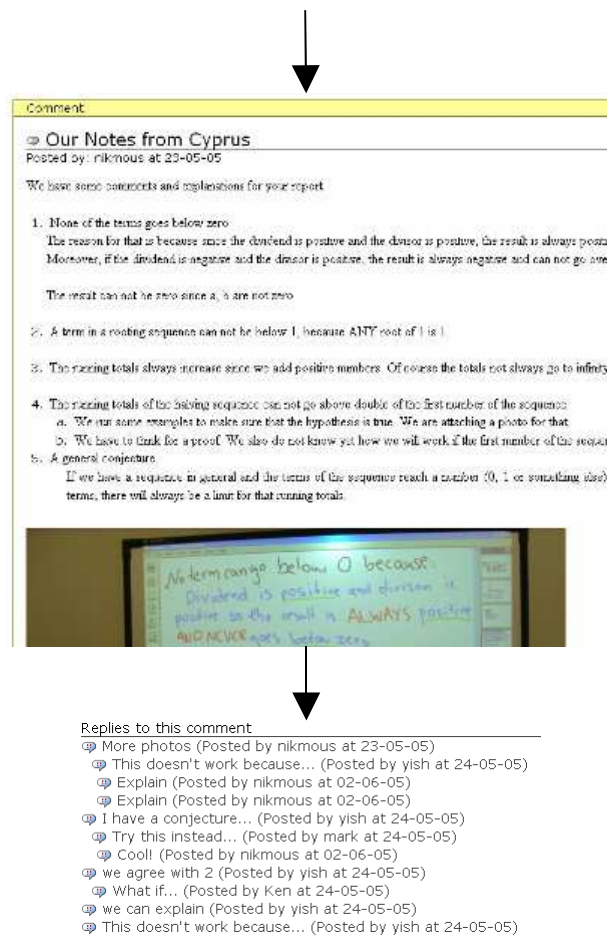 Comment
Our Notes from Cyprus
Posted by: nikmous at 23-05-05
We have some comments and explanations for your report
1. None of the terms goes below zero
The reason for that is because since the dividend is positive and the divisor is positive, the result is always
Moreover, if the dividend is negative and the divisor is positive, the result is always negative and can not go
The result can not be zero since a, b are not zero
2. A term in a rooting sequence can not be below 1, because ANY root of 1 is 1
3. The running totals always increase since we add positive numbers. Of course the totals not always go to infinity
4. The running totals of the halving sequence can not go above double of the first number of the sequence
a. We run some examples to make sure that the hypothesis is true. We are attaching a photo for that
b. We have to think for a proof. We also do not know yet how we will work if the first number of the
5. A general conjecture
If we have a sequence in general and the terms of the sequence reach a number (0, 1 or something else)
terms, there will always be a limit for that running totals.
No term can go below 0 because.
Dividend is positive and divison is
positive so the result is ALWAYS positive
AND NEVER goes below zero
Replies to this comment
More photos (Posted by nikmous at 23-05-05)
This doesn't work because... (Posted by yish at 24-05-05)
Explain (Posted by nikmous at 02-06-05)
Explain (Posted by nikmous at 02-06-05)
I have a conjecture... (Posted by yish at 24-05-05)
Try this instead... (Posted by mark at 24-05-05)
Cool! (Posted by nikmous at 02-06-05)
we agree with 2 (Posted by yish at 24-05-05)
What if... (Posted by Ken at 24-05-05)
we can explain (Posted by yish at 24-05-05)
This doesn't work because... (Posted by yish at 24-05-05)